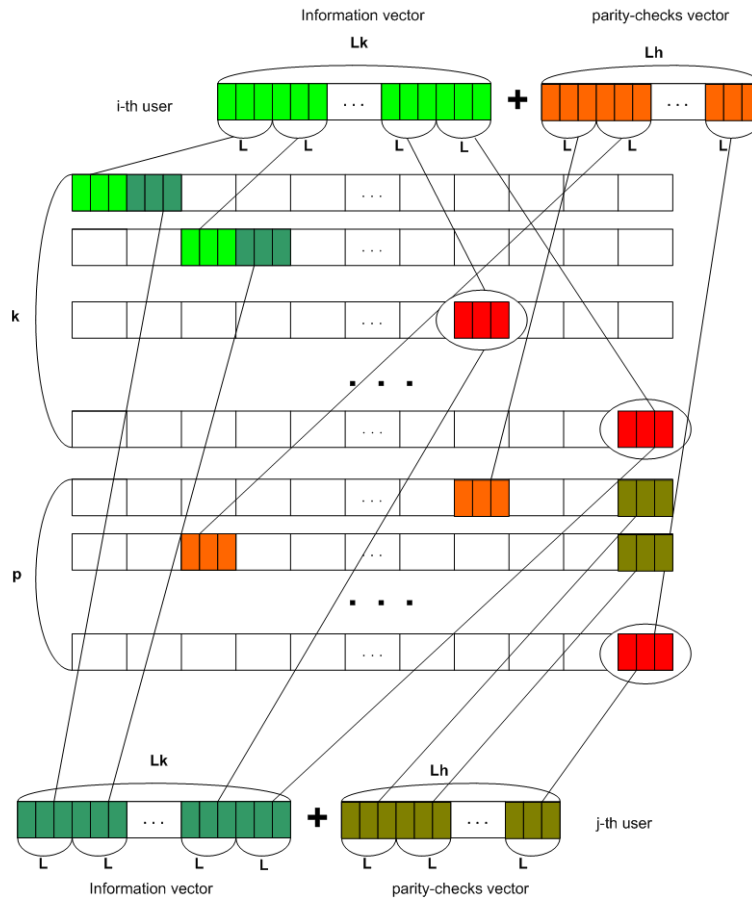 Information vector
parity-checks vector
Lk
Lh
i-th user
. . .
+
. . .
L
L
L
L
L
L
L
. . .
. . .
k
. . .
. . .
. . .
. . .
p
. . .
. . .
. . .
Lk
Lh
. . .
+
. . .
j-th user
L
L
L
L
L
L
L
Information vector
parity-checks vector